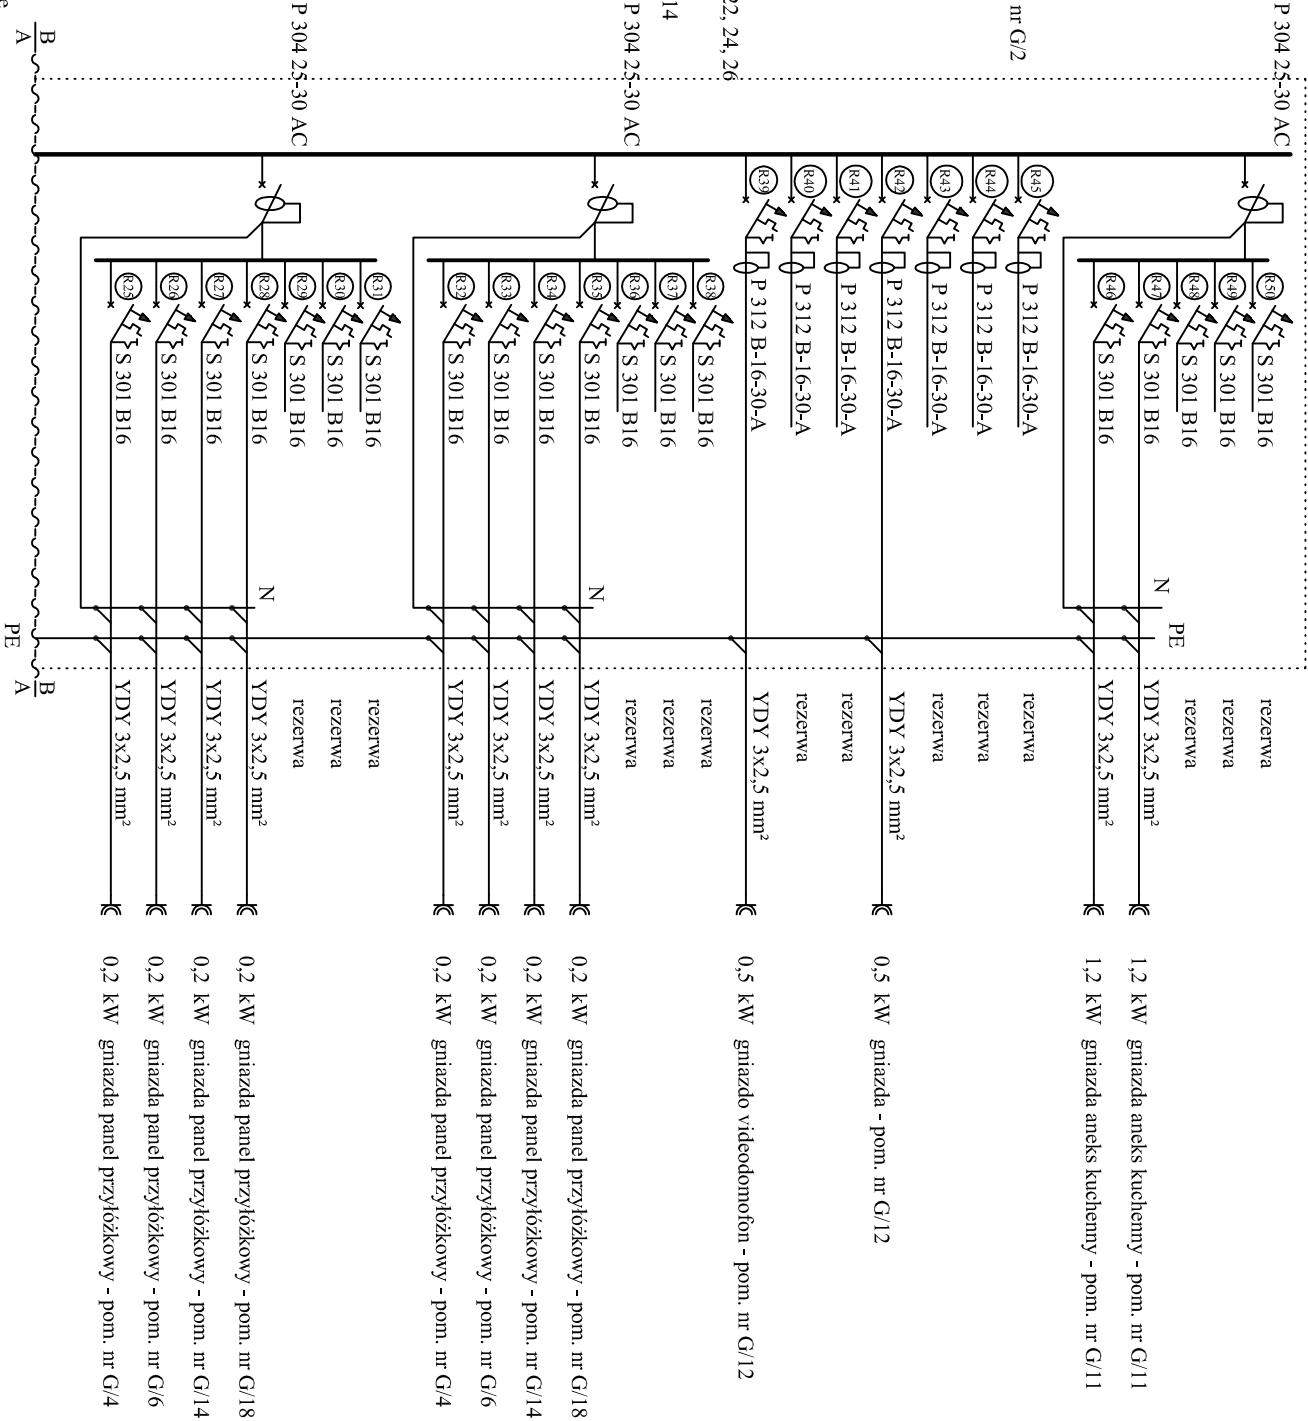 P 304 25-30 AC
nr G/2
22, 24, 26
14
P 304 25-30 AC
P 304 25-30 AC
B
A
R50
S 301 B16
rezerwa
R49
S 301 B16
rezerwa
R48
S 301 B16
rezerwa
R47
S 301 B16
YDY 3x2,5 mm²
1,2 kW gniazda aneks kuchenny - pom. nr G/11
R46
S 301 B16
YDY 3x2,5 mm²
1,2 kW gniazda aneks kuchenny - pom. nr G/11
N
PE
R45
P 312 B-16-30-A
rezerwa
R44
P 312 B-16-30-A
rezerwa
R43
P 312 B-16-30-A
rezerwa
R42
P 312 B-16-30-A
YDY 3x2,5 mm²
0,5 kW gniazda - pom. nr G/12
R41
P 312 B-16-30-A
rezerwa
R40
P 312 B-16-30-A
rezerwa
R39
P 312 B-16-30-A
YDY 3x2,5 mm²
0,5 kW gniazdo videodomofon - pom. nr G/12
R38
S 301 B16
rezerwa
R37
S 301 B16
rezerwa
R36
S 301 B16
rezerwa
R35
S 301 B16
YDY 3x2,5 mm²
0,2 kW gniazda panel przyłóżkowy - pom. nr G/18
R34
S 301 B16
YDY 3x2,5 mm²
0,2 kW gniazda panel przyłóżkowy - pom. nr G/14
R33
S 301 B16
YDY 3x2,5 mm²
0,2 kW gniazda panel przyłóżkowy - pom. nr G/6
R32
S 301 B16
YDY 3x2,5 mm²
0,2 kW gniazda panel przyłóżkowy - pom. nr G/4
N
R31
S 301 B16
rezerwa
R30
S 301 B16
rezerwa
R29
S 301 B16
rezerwa
R28
S 301 B16
YDY 3x2,5 mm²
0,2 kW gniazda panel przyłóżkowy - pom. nr G/18
R27
S 301 B16
YDY 3x2,5 mm²
0,2 kW gniazda panel przyłóżkowy - pom. nr G/14
R26
S 301 B16
YDY 3x2,5 mm²
0,2 kW gniazda panel przyłóżkowy - pom. nr G/6
R25
S 301 B16
YDY 3x2,5 mm²
0,2 kW gniazda panel przyłóżkowy - pom. nr G/4
N
PE
B
A